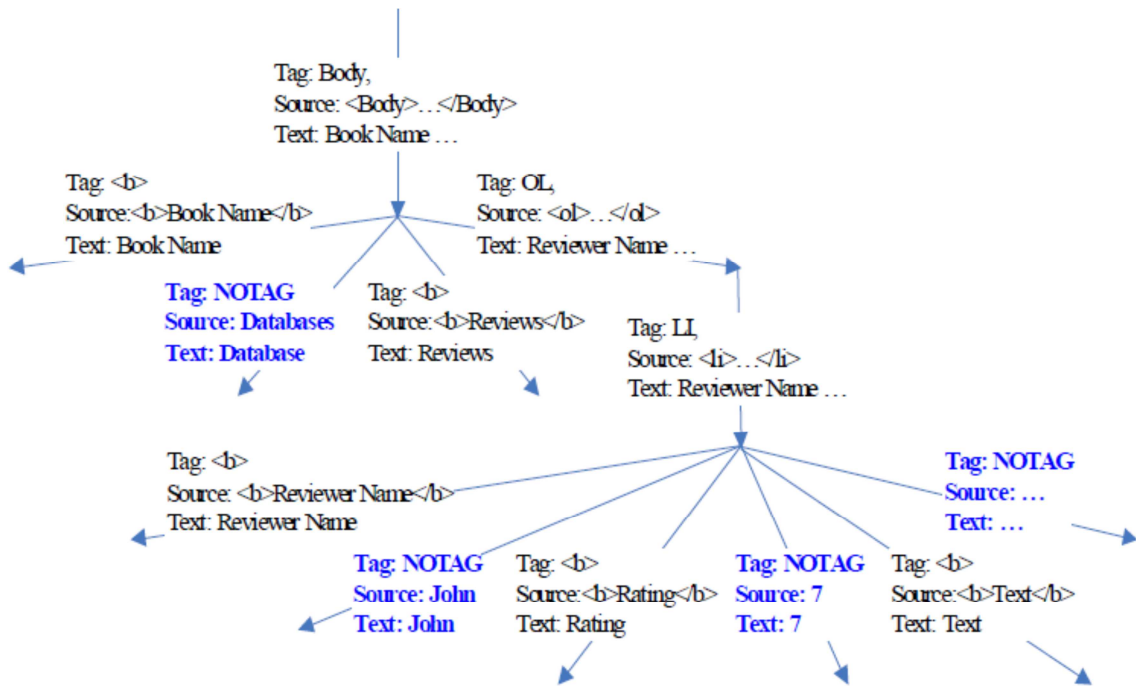 Tag: Body,
Source: <Body>…</Body>
Text: Book Name …
Tag: <b>
Source:<b>Book Name</b>
Text: Book Name
Tag: OL,
Source: <ol>…</ol>
Text: Reviewer Name …
Tag: NOTAG
Source: Databases
Text: Database
Tag: <b>
Source:<b>Reviews</b>
Text: Reviews
Tag: LI,
Source: <li>…</li>
Text: Reviewer Name …
Tag: <b>
Source: <b>Reviewer Name</b>
Text: Reviewer Name
Tag: NOTAG
Source: John
Text: John
Tag: <b>
Source:<b>Rating</b>
Text: Rating
Tag: NOTAG
Source: 7
Text: 7
Tag: <b>
Source:<b>Text</b>
Text: Text
Tag: NOTAG
Source: …
Text: …